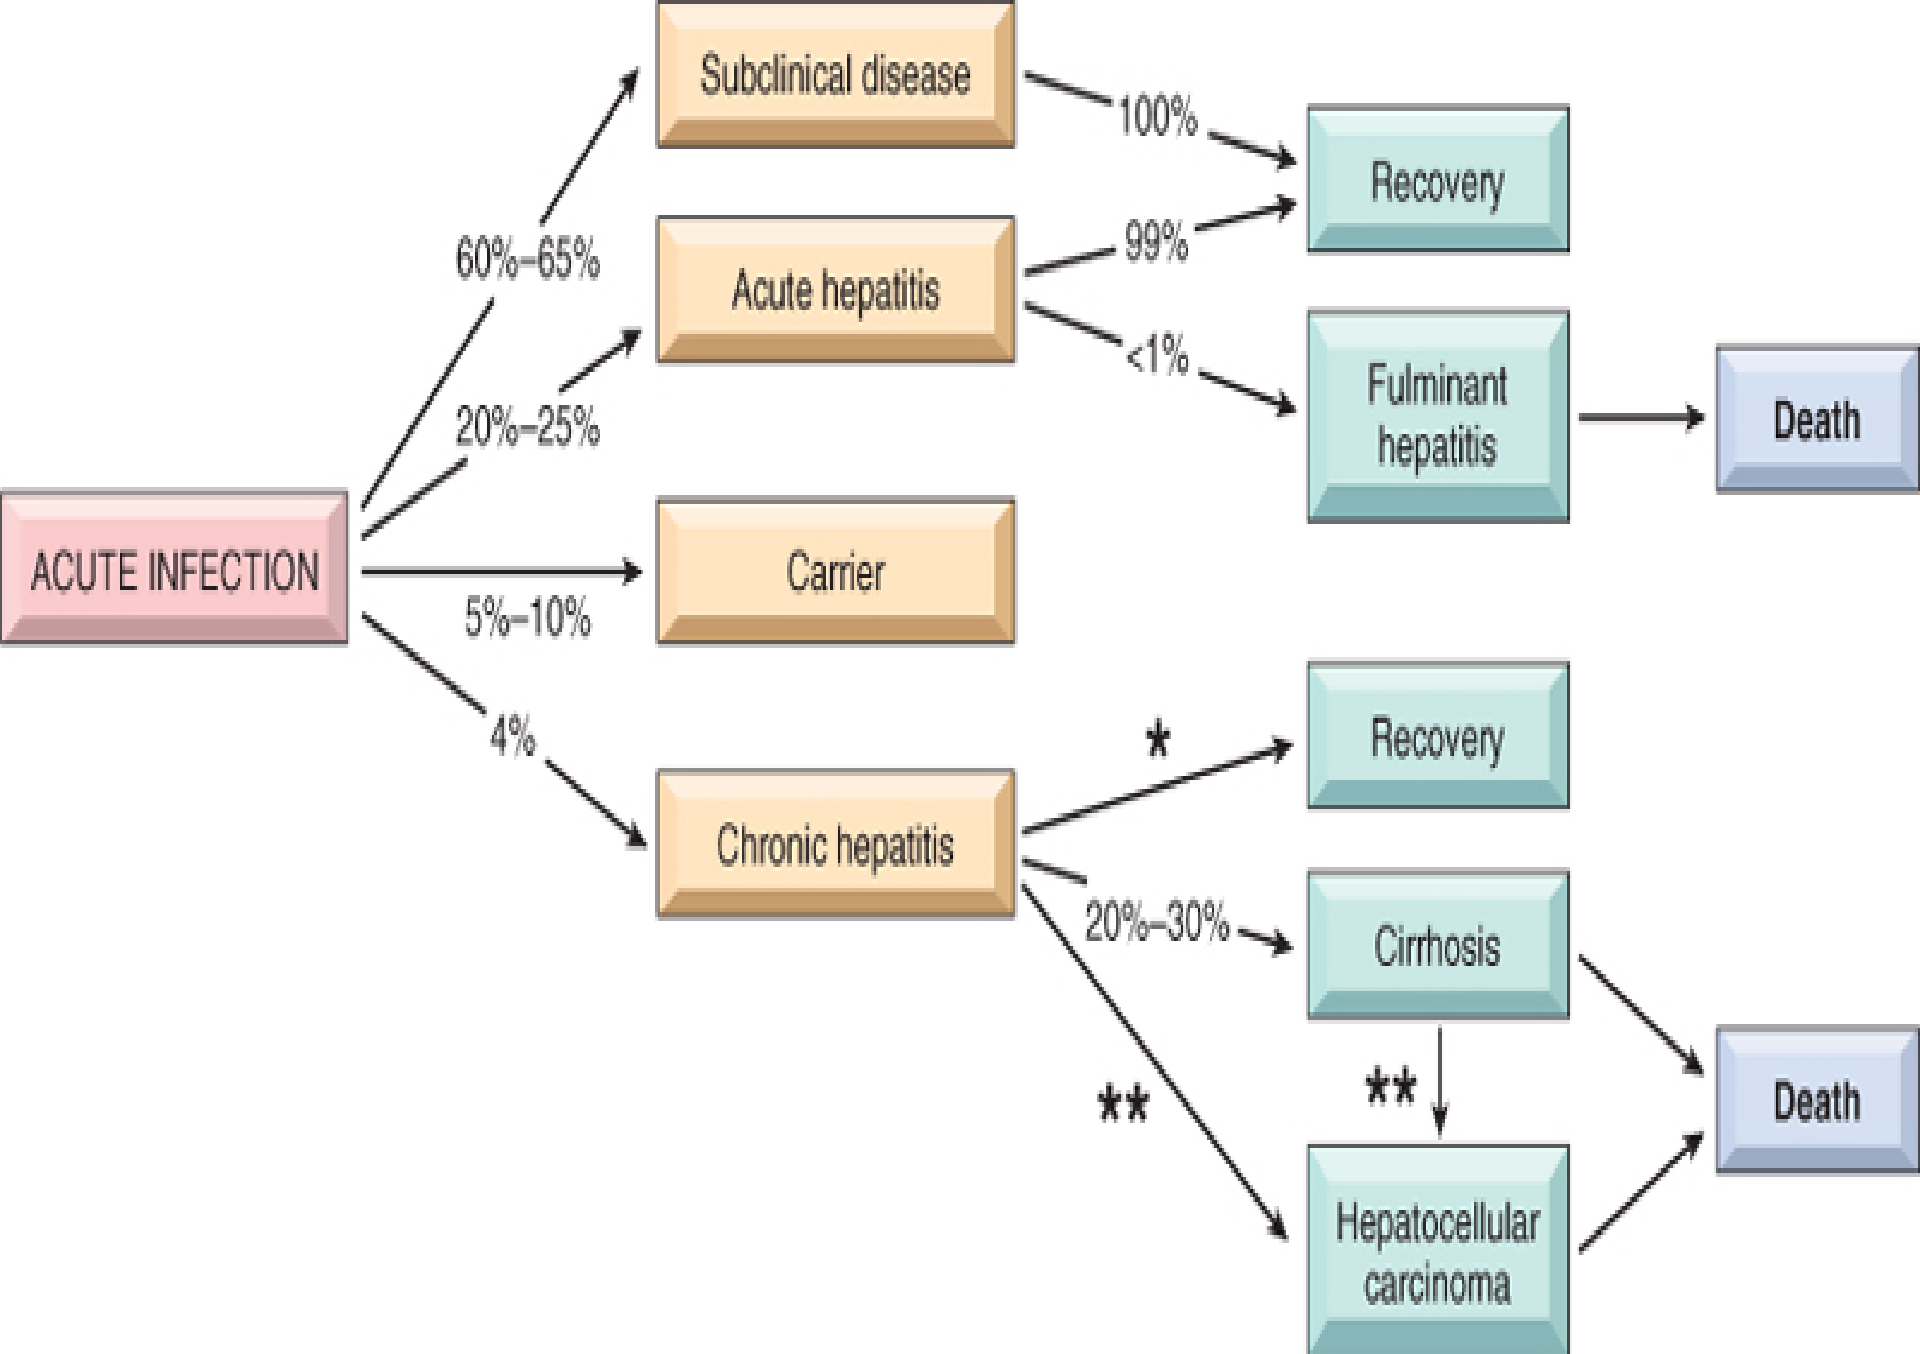 Subclinical disease
100%
Recovery
60%–65%
99%
Acute hepatitis
<1%
Fulminant
hepatitis
Death
20%–25%
ACUTE INFECTION
Carrier
5%–10%
4%
*
Recovery
Chronic hepatitis
20%–30%
Cirrhosis
**
**
Death
Hepatocellular
carcinoma